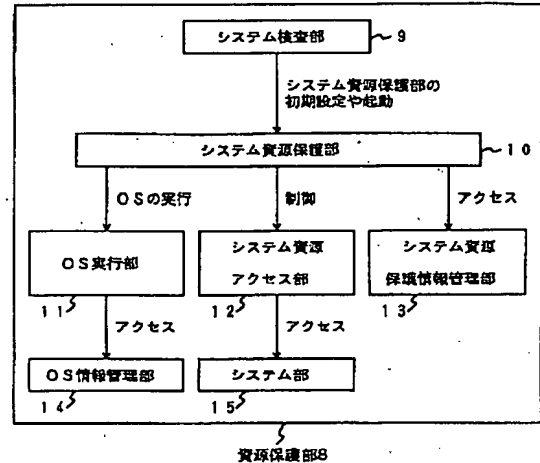 システム検査部
9
システム資源保護部の
初期設定や起動
システム資源保護部
10
OSの実行
制御
アクセス
OS実行部
システム資源
アクセス部
システム資源
保護情報管理部
11
12
13
アクセス
アクセス
OS情報管理部
システム部
14
15
資源保護部8